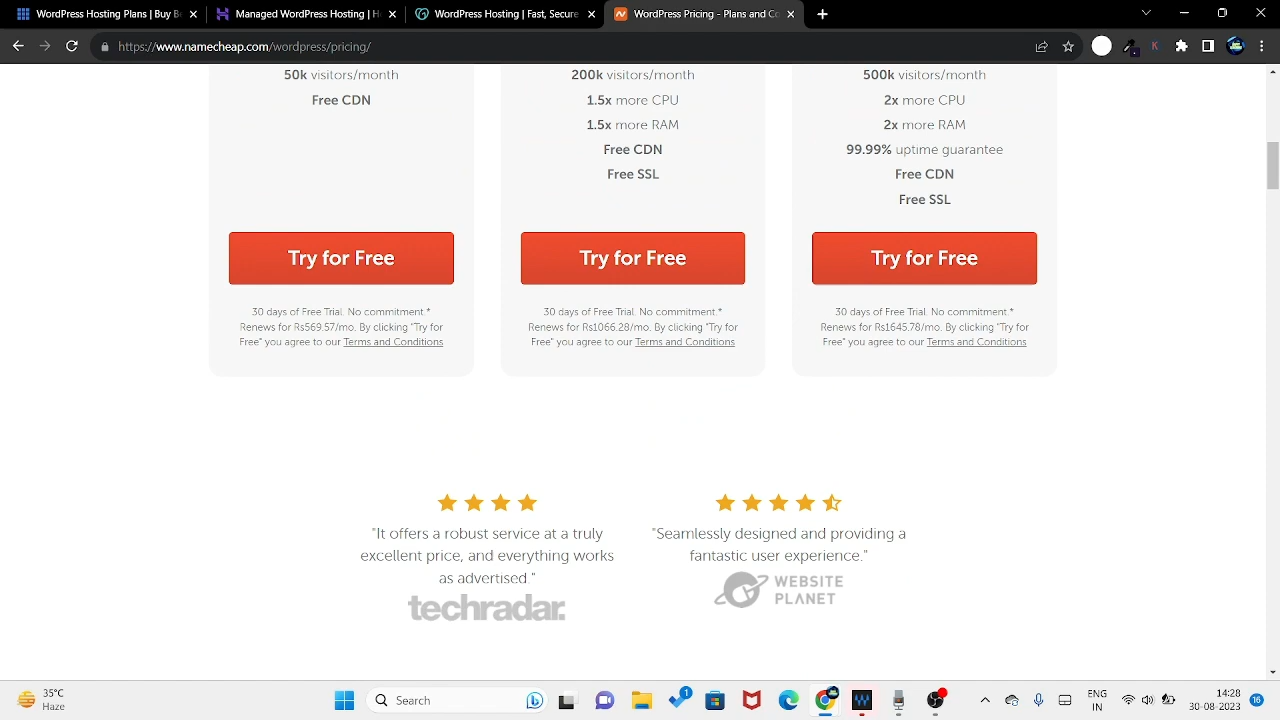 WordPress Hosting Plans | Buy B
Managed WordPress Hosting | H
WordPress Hosting | Fast, Secure
WordPress Pricing - Plans and Co
https://www.namecheap.com/wordpress/pricing/
50k visitors/month
Free CDN
200k visitors/month
1.5x more CPU
1.5x more RAM
Free CDN
Free SSL
500k visitors/month
2x more CPU
2x more RAM
99.99% uptime guarantee
Free CDN
Free SSL
Try for Free
Try for Free
Try for Free
30 days of Free Trial. No commitment.*
Renews for Rs569.57/mo. By clicking "Try for
Free" you agree to our Terms and Conditions
30 days of Free Trial. No commitment.*
Renews for Rs1066.28/mo. By clicking "Try for
Free" you agree to our Terms and Conditions
30 days of Free Trial. No commitment.*
Renews for Rs1645.78/mo. By clicking "Try for
Free" you agree to our Terms and Conditions
"It offers a robust service at a truly
excellent price, and everything works
as advertised."
techradar.
"Seamlessly designed and providing a
fantastic user experience."
WEBSITE
PLANET
35°C
Haze
Search
1
ENG
IN
14:28
30-08-2023
16